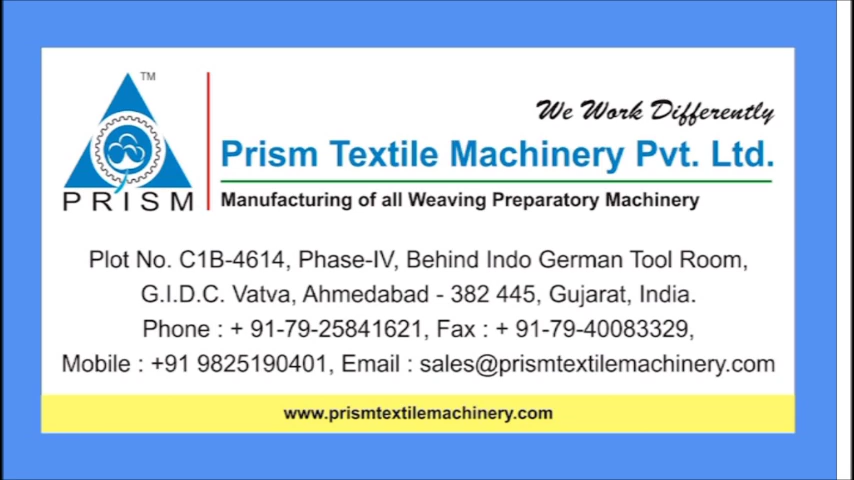 TM
PRISM
We Work Differently
Prism Textile Machinery Pvt. Ltd.
Manufacturing of all Weaving Preparatory Machinery
Plot No. C1B-4614, Phase-IV, Behind Indo German Tool Room,
G.I.D.C. Vatva, Ahmedabad - 382 445, Gujarat, India.
Phone : + 91-79-25841621, Fax : + 91-79-40083329,
Mobile : +91 9825190401, Email : sales@prismtextilemachinery.com
www.prismtextilemachinery.com